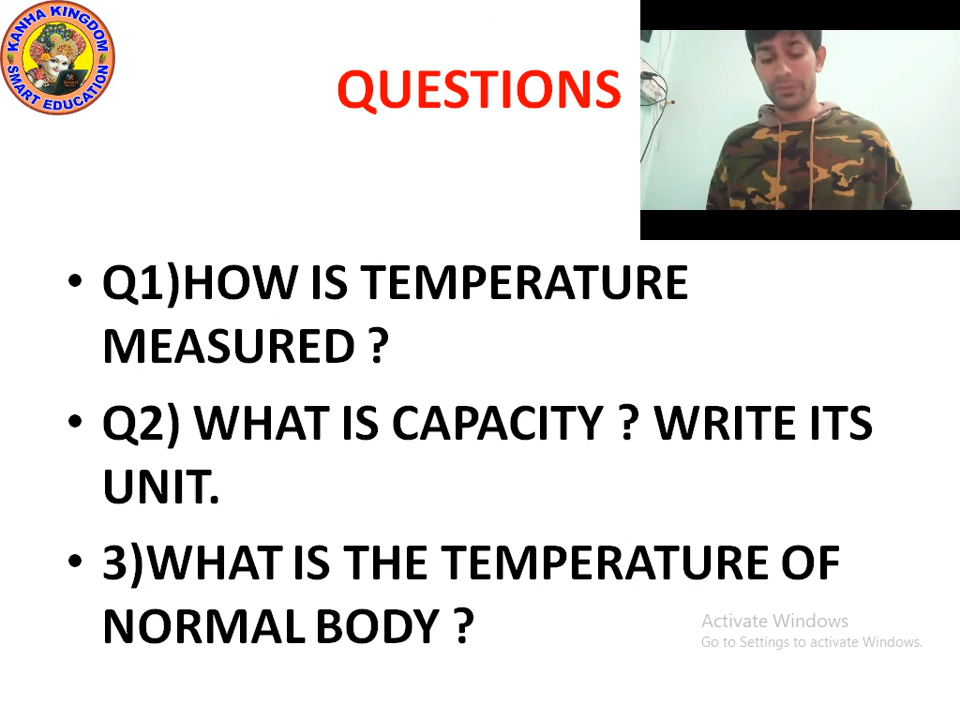 KANHA KINGDOM
SMART EDUCATION
QUESTIONS
• Q1)HOW IS TEMPERATURE
MEASURED ?
• Q2) WHAT IS CAPACITY ? WRITE ITS
UNIT.
• 3)WHAT IS THE TEMPERATURE OF
NORMAL BODY ?
Activate Windows
Go to Settings to activate Windows.